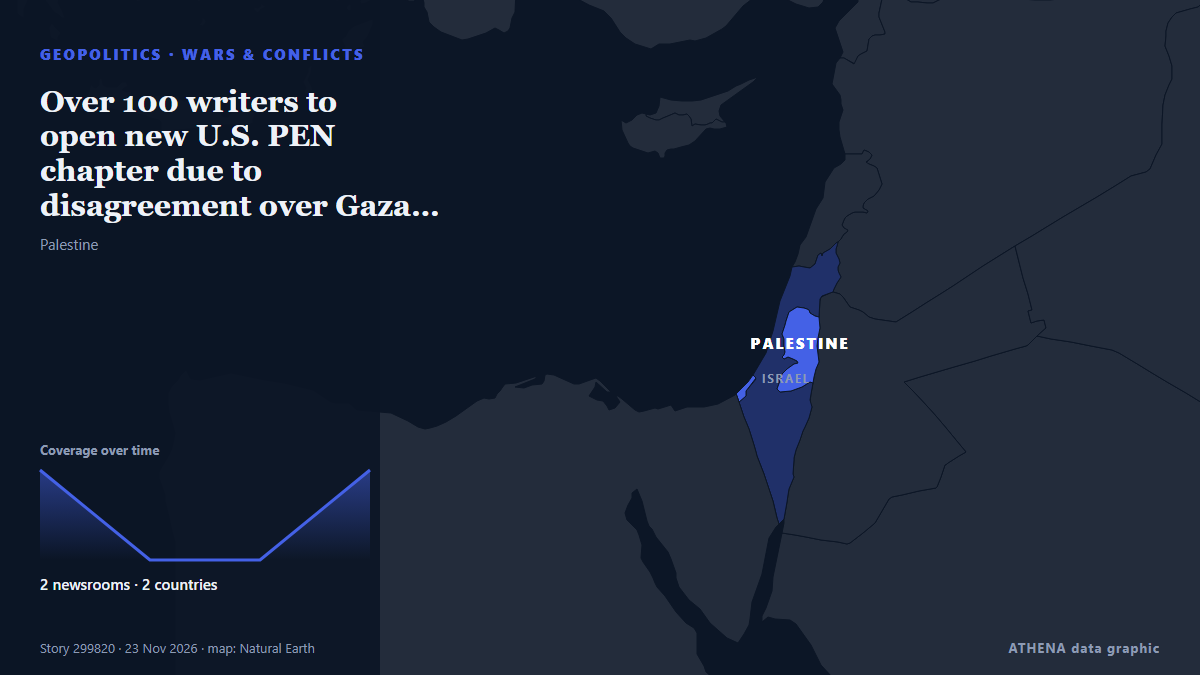 GEOPOLITICS · WARS & CONFLICTS
Over 100 writers to
open new U.S. PEN
chapter due to
disagreement over Gaza...
Palestine
PALESTINE
ISRAEL
Coverage over time
2 newsrooms · 2 countries
Story 299820 · 23 Nov 2026 · map: Natural Earth
ATHENA data graphic